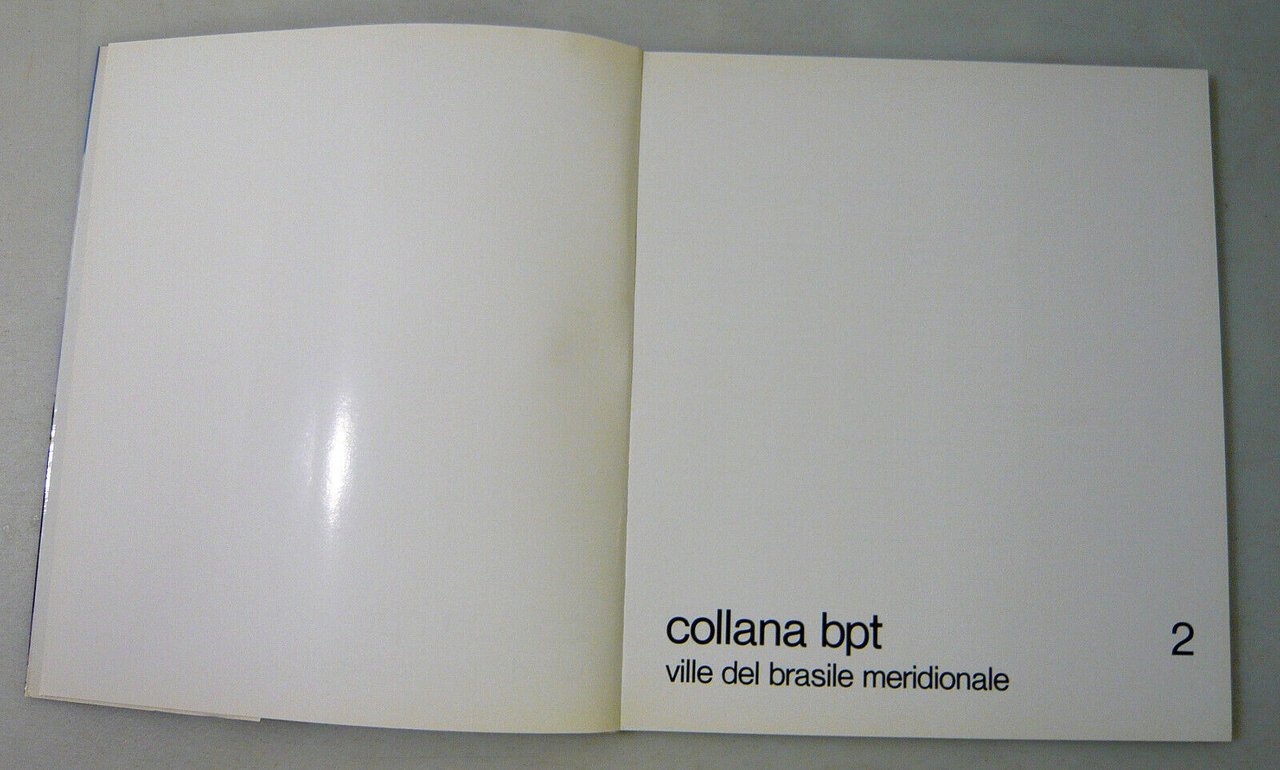 collana bpt 2
ville del brasile meridionale